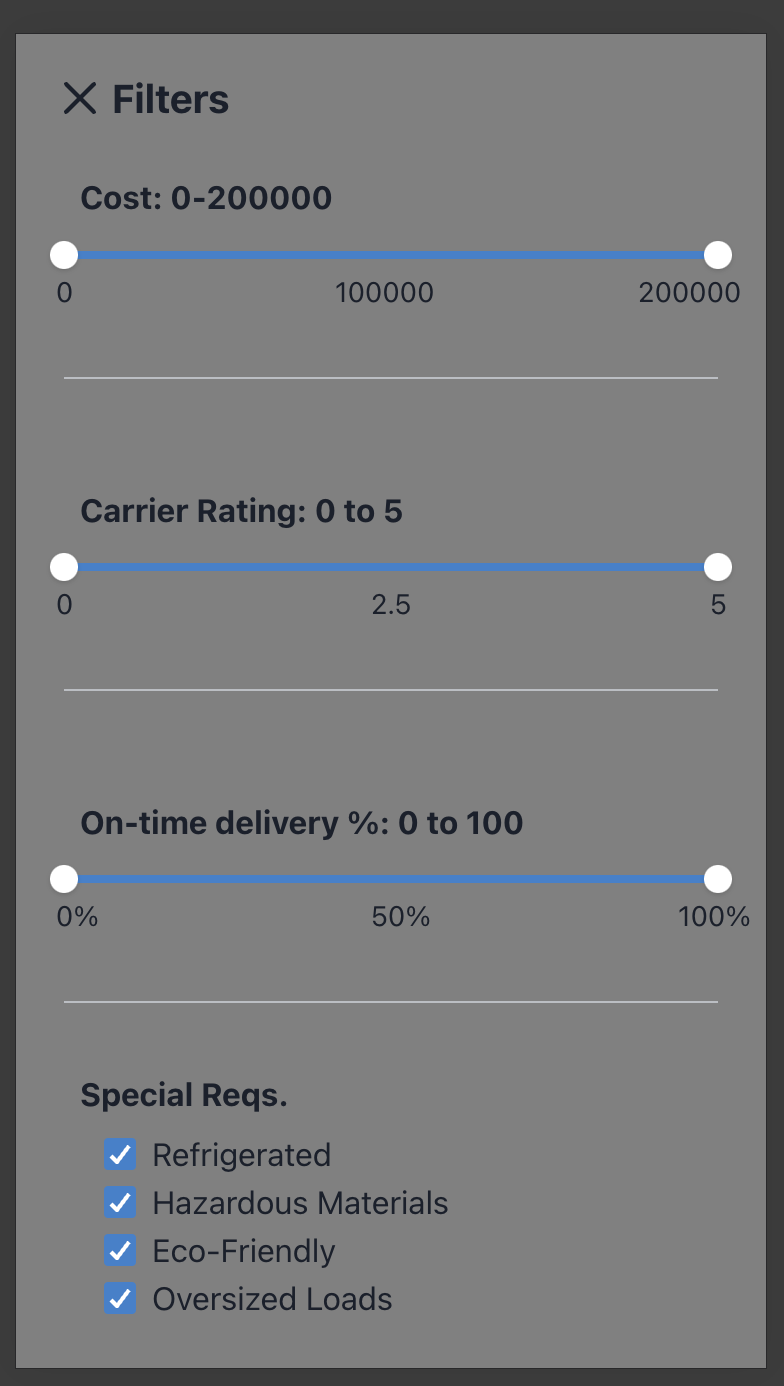 Filters
Cost: 0-200000
0 100000 200000
Carrier Rating: 0 to 5
0 2.5 5
On-time delivery %: 0 to 100
0% 50% 100%
Special Reqs.
Refrigerated
Hazardous Materials
Eco-Friendly
Oversized Loads